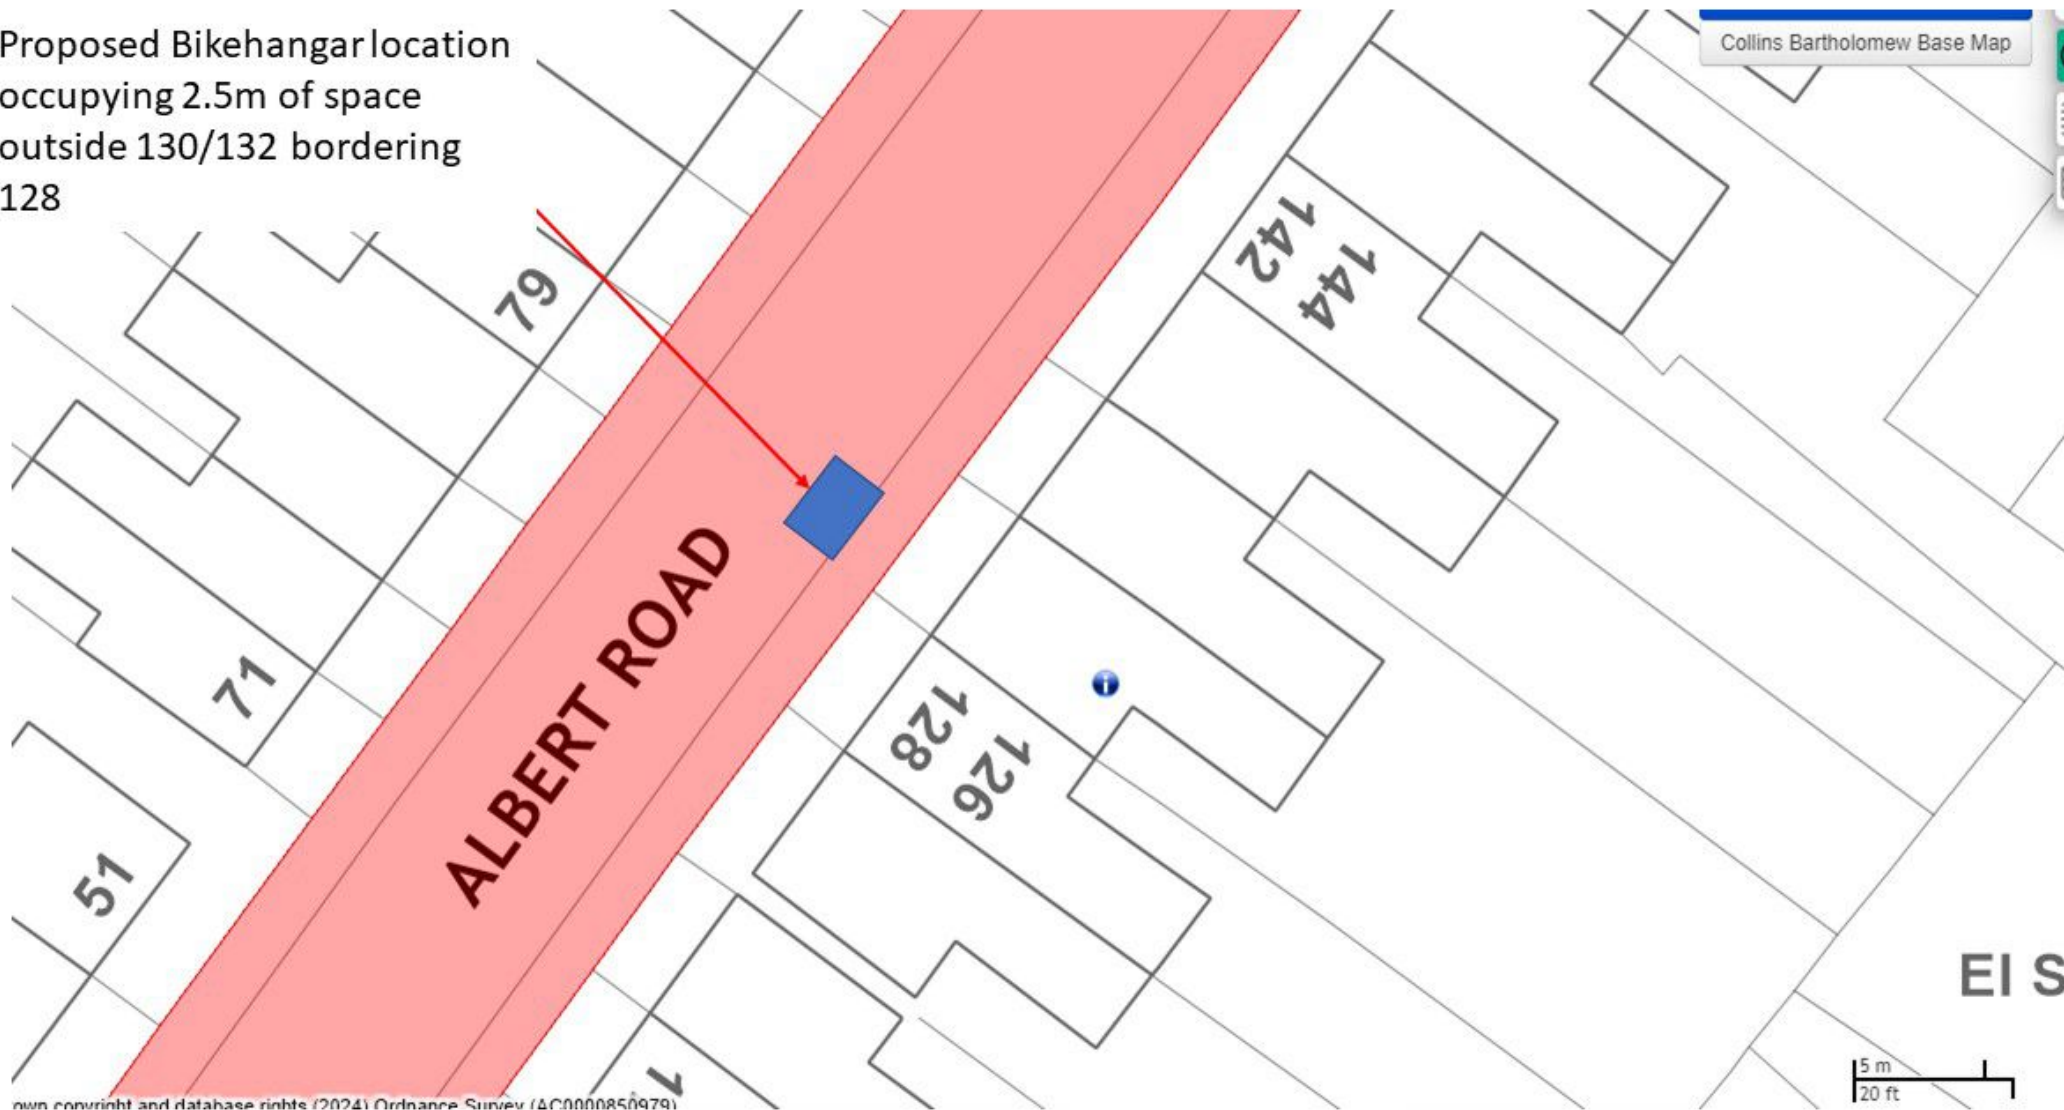 Proposed Bikehangar location
occupying 2.5m of space
outside 130/132 bordering
128
Collins Bartholomew Base Map
79
142
144
ALBERT ROAD
71
128
126
51
El S
5 m
20 ft
own copyright and database rights (2024) Ordnance Survey (AC0000850979)